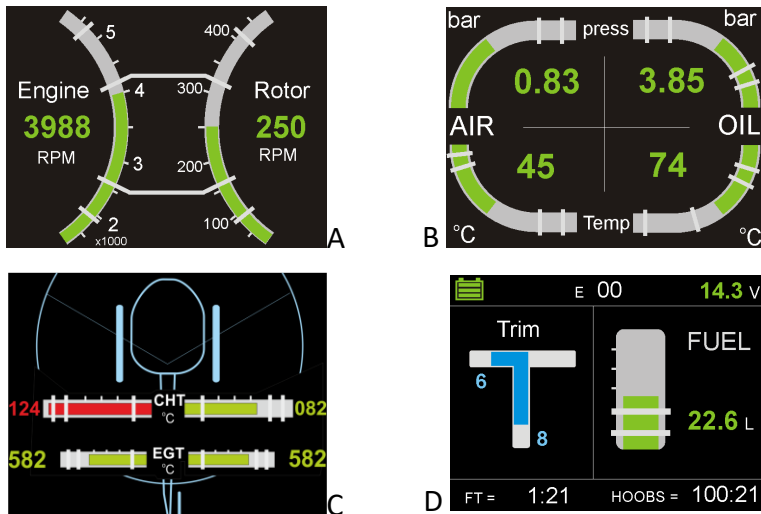 5 400
4 300
Engine Rotor
3988 250
RPM RPM
3 200
2 100
x1000
A
bar press bar
0.83 3.85
AIR OIL
45 74
°C Temp °C
B
124 CHT 082
°C
582 EGT 582
°C
C
E 00 14.3 V
Trim FUEL
6
22.6 L
8
FT = 1:21 HOOBS = 100:21
D